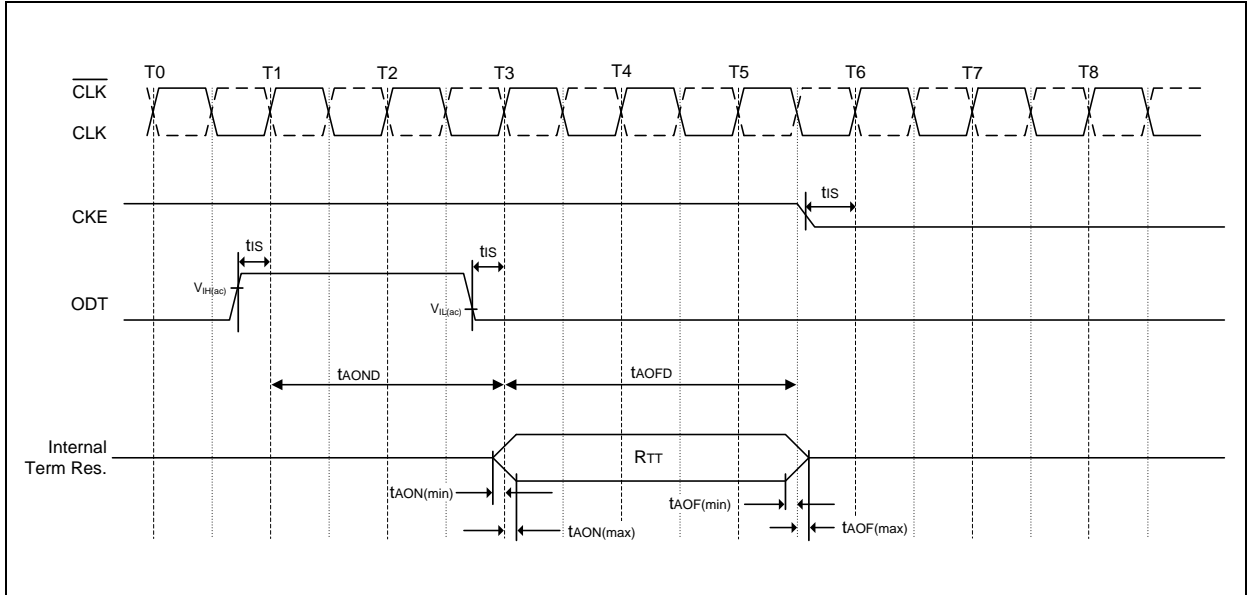 T0 T1 T2 T3 T4 T5 T6 T7 T8
CLK
CLK
tIS
CKE
tIS tIS
VIH(ac)
ODT
VIL(ac)
tAOND tAOFD
Internal
Term Res.
RTT
tAON(min) tAOF(min)
tAON(max) tAOF(max)